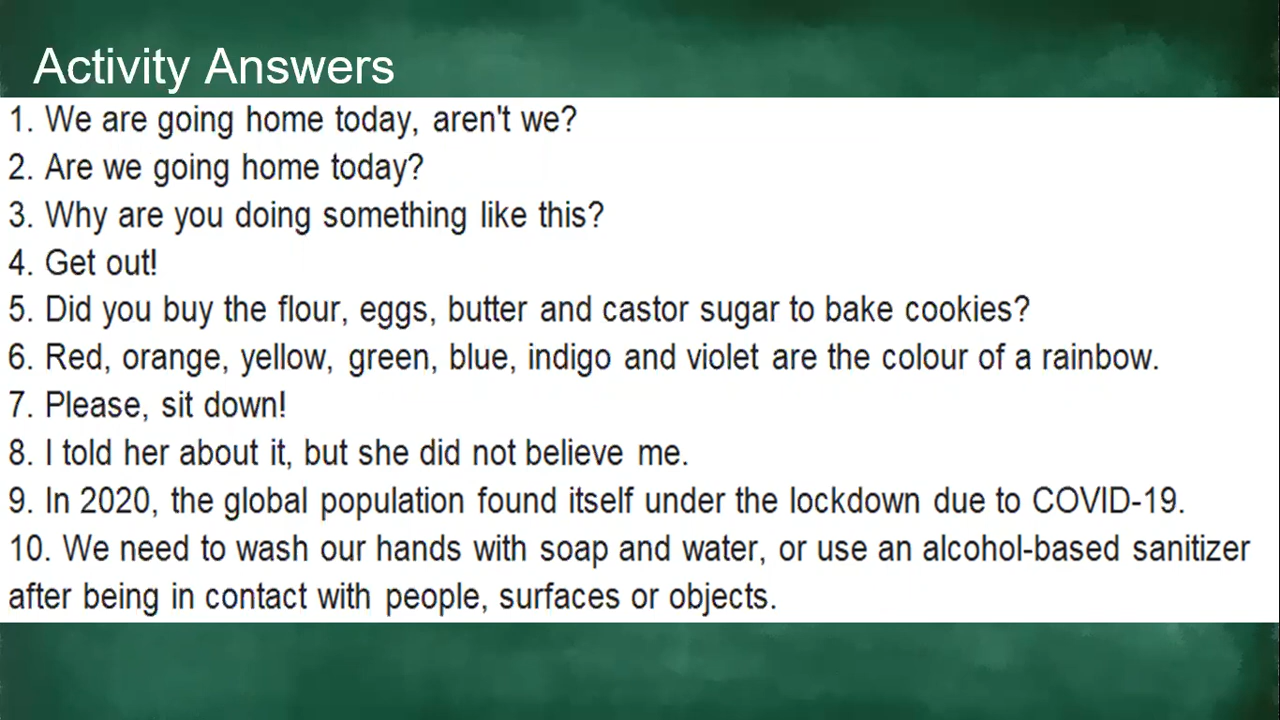 Activity Answers
1. We are going home today, aren't we?
2. Are we going home today?
3. Why are you doing something like this?
4. Get out!
5. Did you buy the flour, eggs, butter and castor sugar to bake cookies?
6. Red, orange, yellow, green, blue, indigo and violet are the colour of a rainbow.
7. Please, sit down!
8. I told her about it, but she did not believe me.
9. In 2020, the global population found itself under the lockdown due to COVID-19.
10. We need to wash our hands with soap and water, or use an alcohol-based sanitizer
after being in contact with people, surfaces or objects.